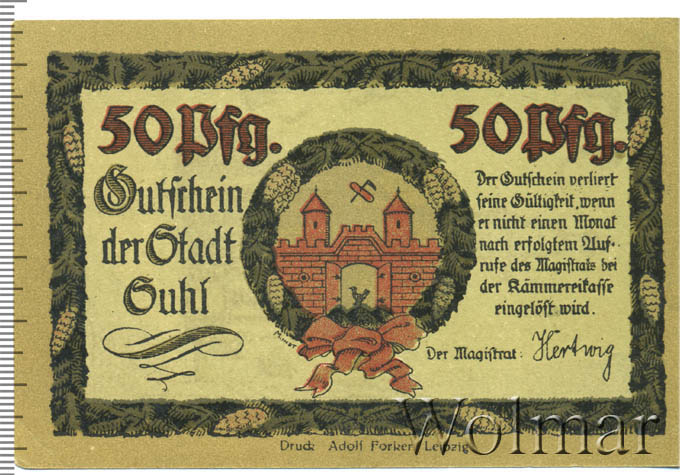 50 Pfg.
50 Pfg.
Gutschein
der Stadt
Suhl
Der Gutschein verliert
seine Gültigkeit, wenn
er nicht einen Monat
nach erfolgtem Auf-
rufe des Magistrats bei
der Kämmereikasse
eingelöst wird.
Der Magistrat: Hertwig
Druck Adolf Forker Leipzig
Wolmar